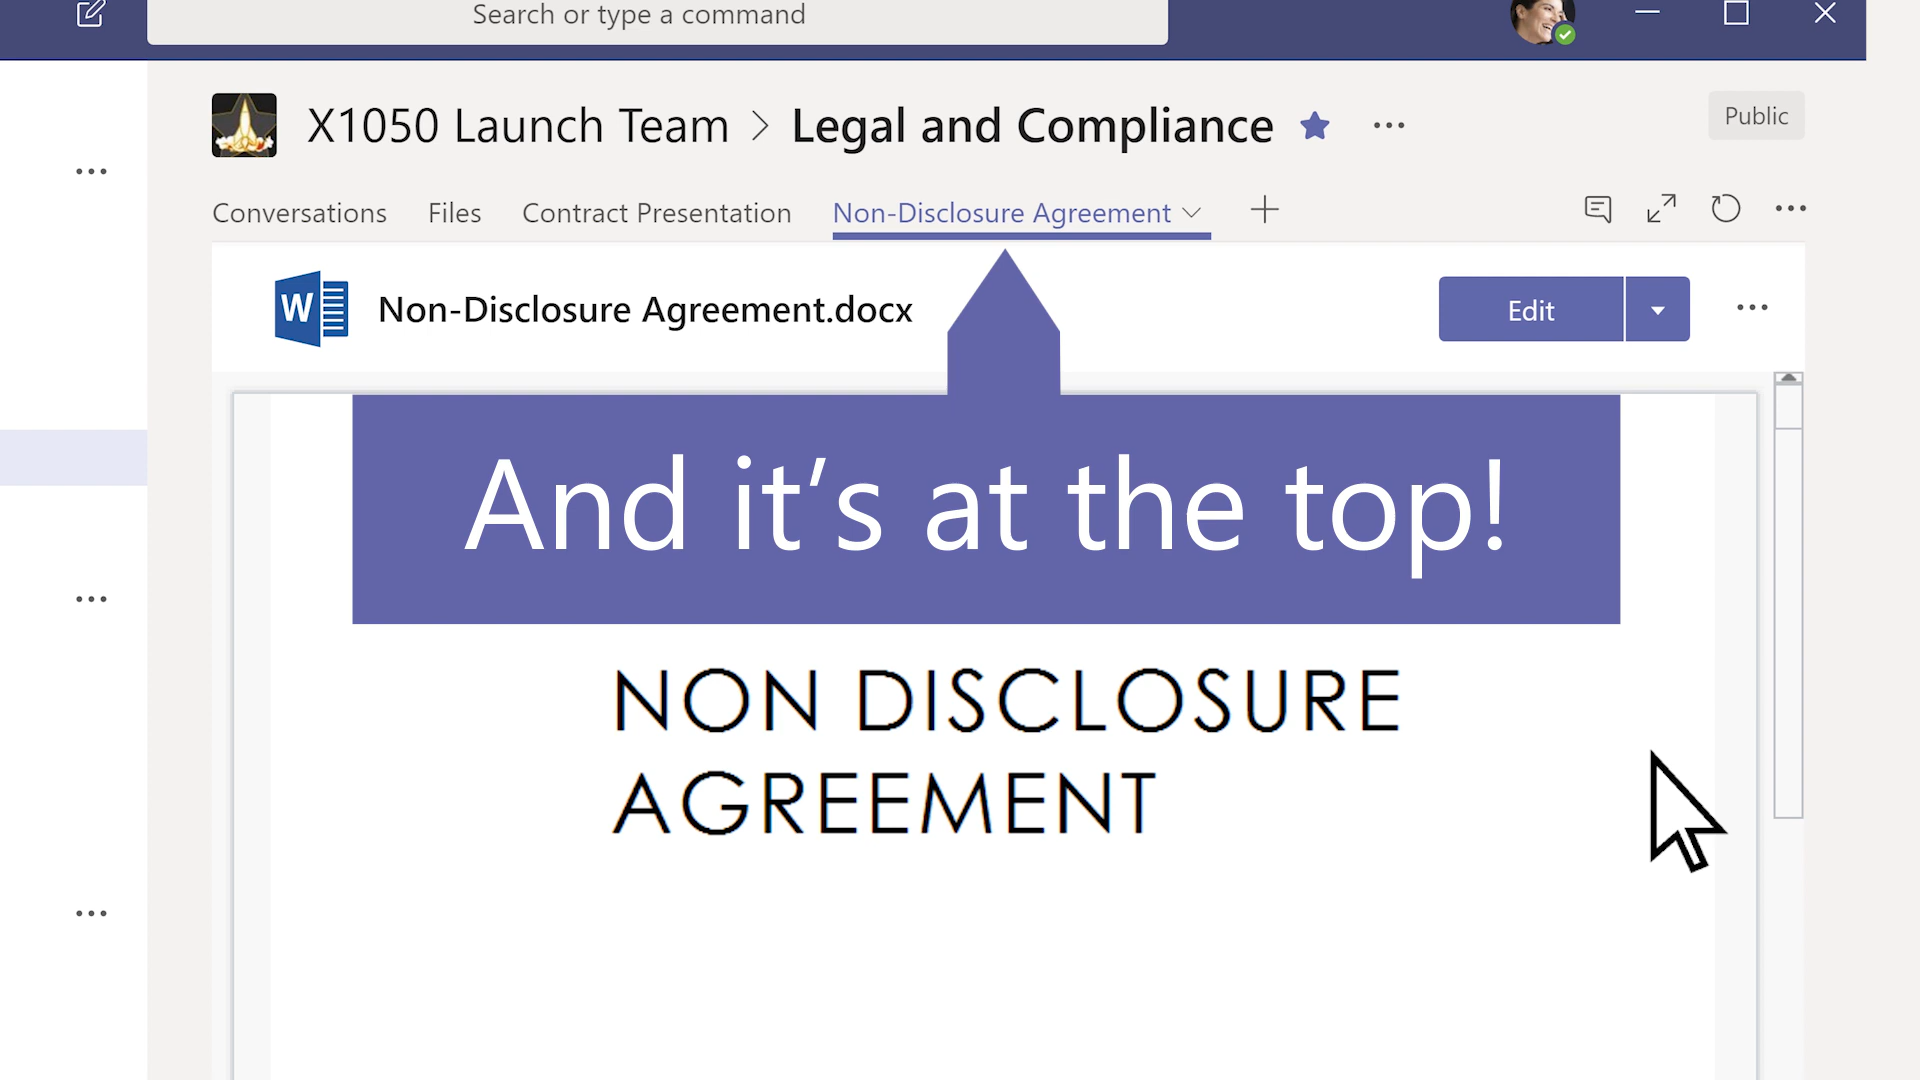 Search or type a command
X1050 Launch Team > Legal and Compliance
Public
Conversations Files Contract Presentation Non-Disclosure Agreement
W Non-Disclosure Agreement.docx
Edit
And it’s at the top!
NON DISCLOSURE
AGREEMENT